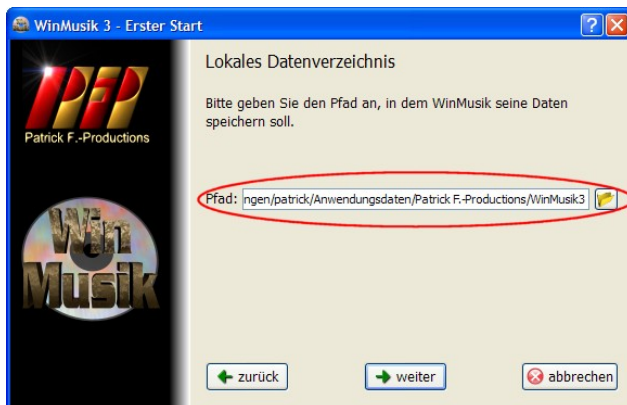 WinMusik 3 - Erster Start
PFP
Patrick F.-Productions
Win
Musik
Lokales Datenverzeichnis
Bitte geben Sie den Pfad an, in dem WinMusik seine Daten
speichern soll.
Pfad: ngen/patrick/Anwendungsdaten/Patrick F.-Productions/WinMusik3
zurück weiter abbrechen